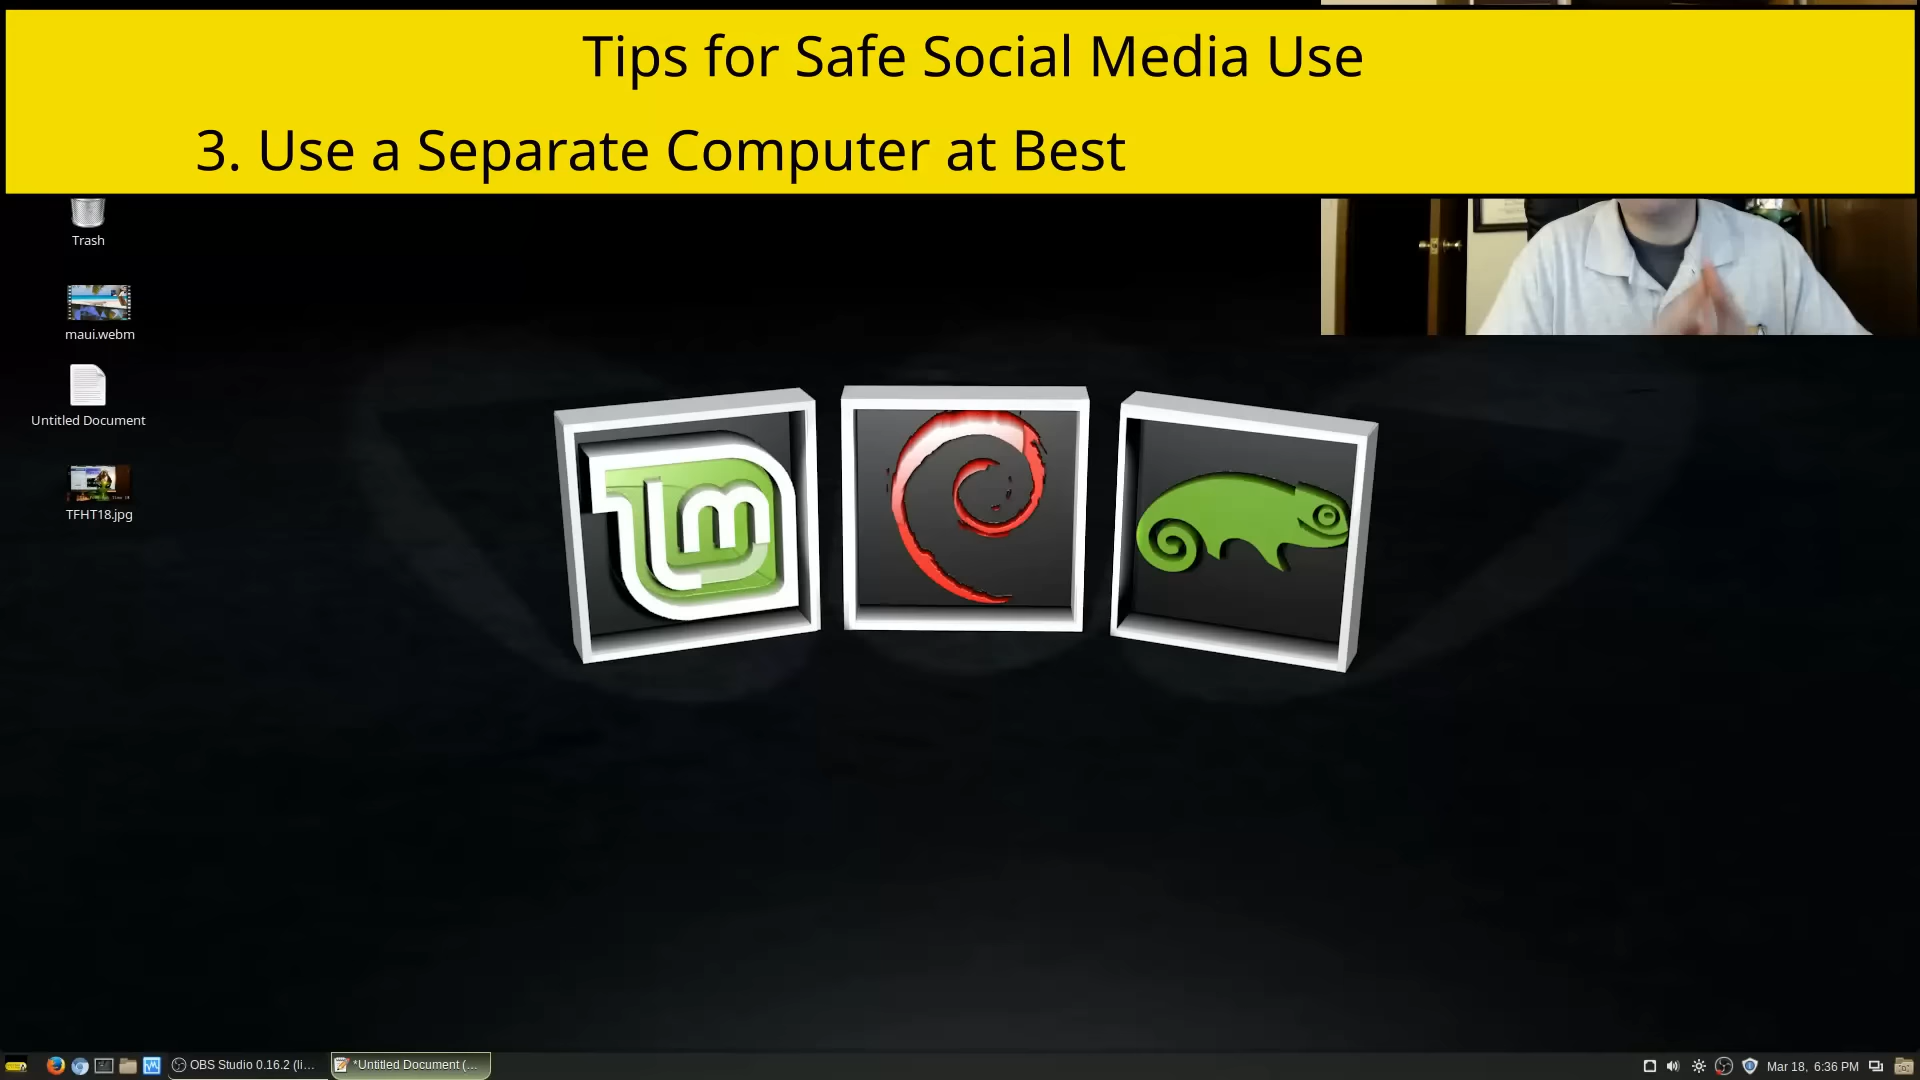 Tips for Safe Social Media Use
3. Use a Separate Computer at Best
Trash
maui.webm
Untitled Document
TFHT18.jpg
lm
OBS Studio 0.16.2 (li...
*Untitled Document (...
Mar 18, 6:36 PM